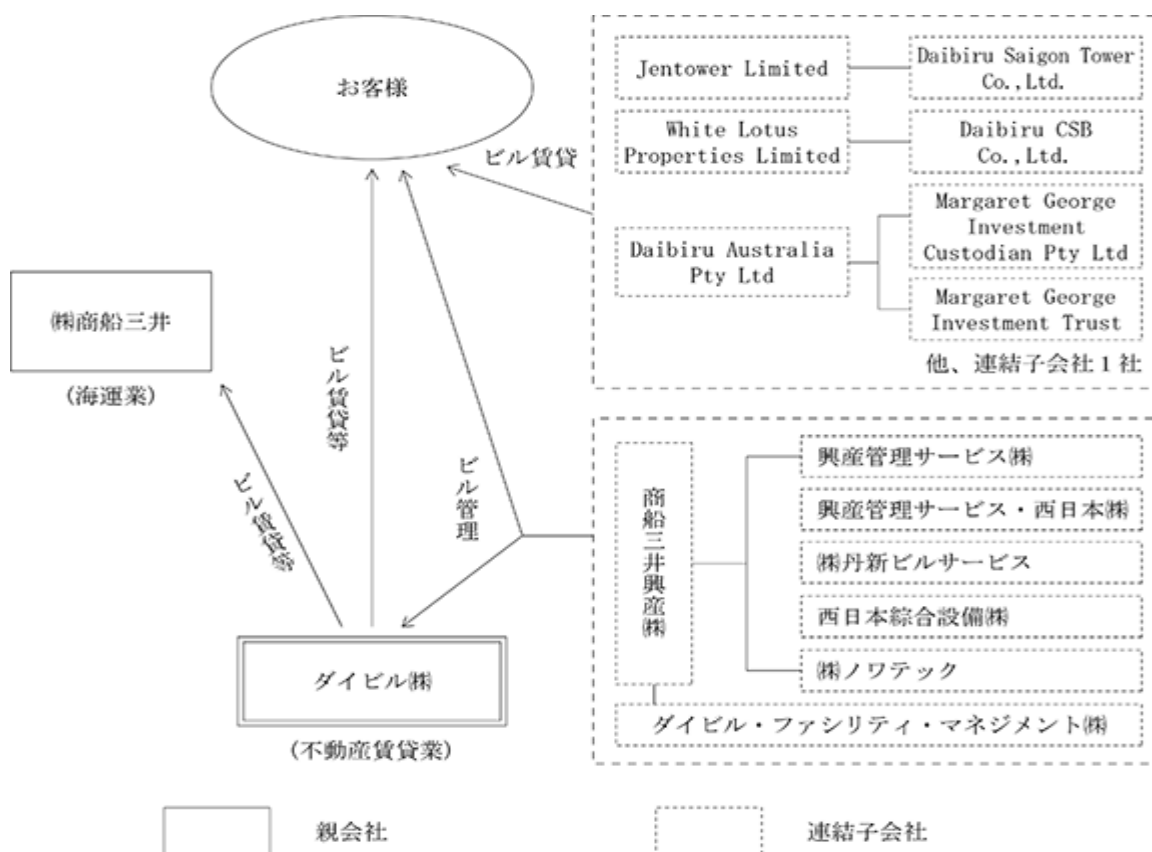 お客様
Jentower Limited
Daibiru Saigon Tower
Co.,Ltd.
White Lotus
Properties Limited
Daibiru CSB
Co.,Ltd.
ビル賃貸
Daibiru Australia
Pty Ltd
Margaret George
Investment
Custodian Pty Ltd
Margaret George
Investment Trust
他、連結子会社1社
㈱商船三井
(海運業)
ビル賃貸等
ビル賃貸等
ビル管理
商船三井興産㈱
興産管理サービス㈱
興産管理サービス・西日本㈱
㈱丹新ビルサービス
西日本綜合設備㈱
㈱ノワテック
ダイビル・ファシリティ・マネジメント㈱
ダイビル㈱
(不動産賃貸業)
親会社
連結子会社